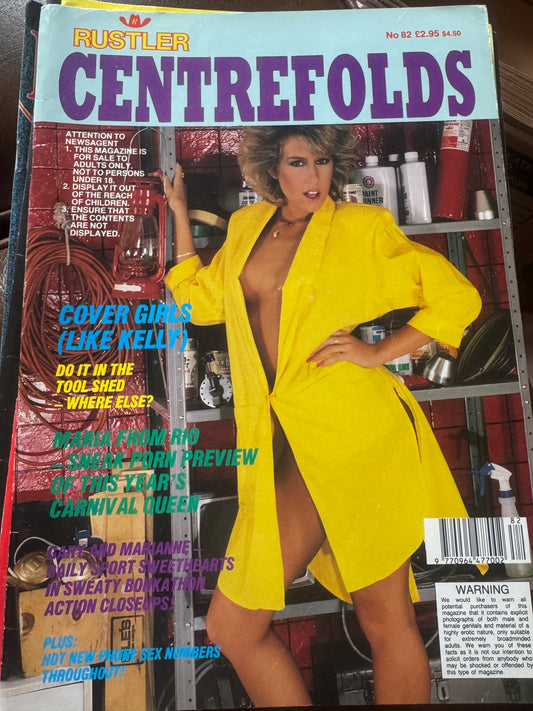 R
RUSTLER
No 82 £2.95 $4.50
CENTREFOLDS
ATTENTION TO
NEWSAGENT
1. THIS MAGAZINE IS
FOR SALE TO
ADULTS ONLY.
NOT TO PERSONS
UNDER 18.
2. DISPLAY IT OUT
OF THE REACH
OF CHILDREN.
3. ENSURE THAT
THE CONTENTS
ARE NOT
DISPLAYED.
COVER GIRLS
(LIKE KELLY)
DO IT IN THE
TOOL SHED
WHERE ELSE?
MARIA FROM RIO
– SNEAK PORN PREVIEW
OF THIS YEAR'S
CARNIVAL QUEEN
GARY AND MARIANNE –
DAILY SPORT SWEETHEARTS
IN SWEATY BONKATHON
ACTION CLOSEUPS!
PLUS:
HOT NEW PHONE SEX NUMBERS
THROUGHOUT!
82
9 770964 477002
WARNING
We would like to warn all
potential purchasers of this
magazine that it contains explicit
photographs of both male and
female genitals and material of a
highly erotic nature, only suitable
for extremely broadminded
adults. We warn you of these
facts as it is not our intention to
solicit orders from anybody who
may be shocked or offended by
this type of magazine.